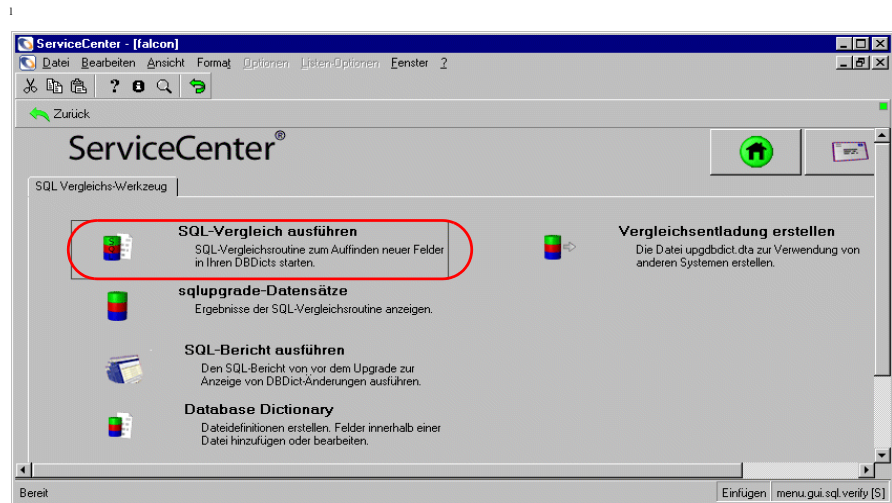 1
ServiceCenter - [falcon]
Datei Bearbeiten Ansicht Format Optionen Listen-Optionen Fenster ?
Zurück
ServiceCenter®
SQL Vergleichs-Werkzeug
SQL-Vergleich ausführen
SQL-Vergleichsroutine zum Auffinden neuer Felder
in Ihren DBDicts starten.
Vergleichsentladung erstellen
Die Datei upgdbdict.dta zur Verwendung von
anderen Systemen erstellen.
sqlupgrade-Datensätze
Ergebnisse der SQL-Vergleichsroutine anzeigen.
SQL-Bericht ausführen
Den SQL-Bericht von vor dem Upgrade zur
Anzeige von DBDict-Änderungen ausführen.
Database Dictionary
Dateidefinitionen erstellen. Felder innerhalb einer
Datei hinzufügen oder bearbeiten.
Bereit
Einfügen
menu.gui.sql.verify [S]